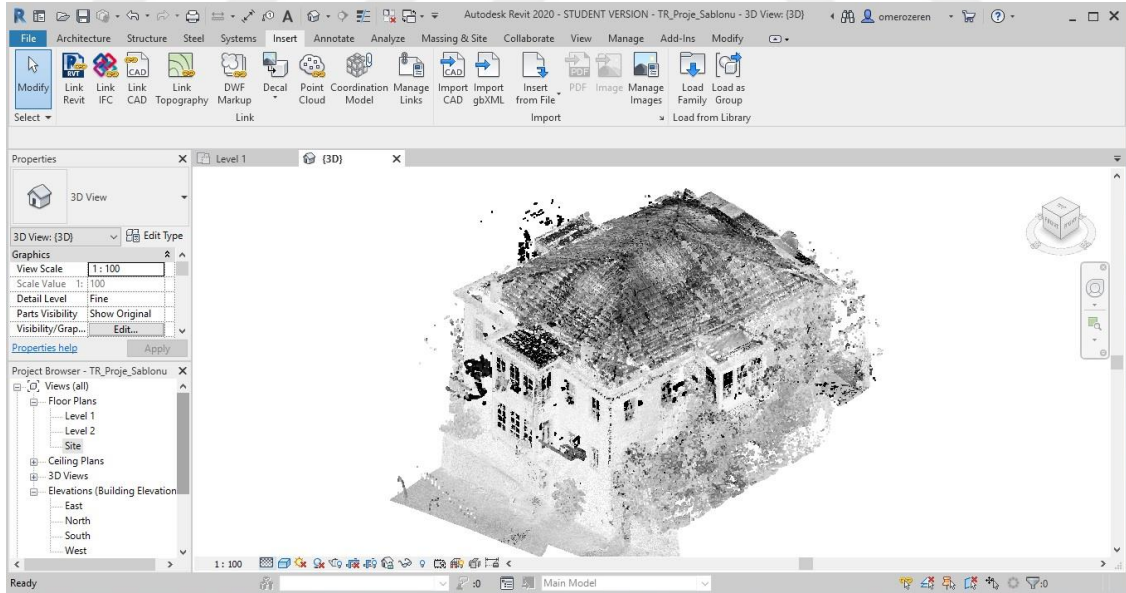 Autodesk Revit 2020 - STUDENT VERSION - TR_Proje_Sablonu - 3D View: {3D} omerozeren
File Architecture Structure Steel Systems Insert Annotate Analyze Massing & Site Collaborate View Manage Add-Ins Modify
Modify Link Revit Link IFC Link CAD Link Topography DWF Markup Decal Point Cloud Coordination Model Manage Links Import CAD Import gbXML Insert from File PDF Image Manage Images Load Family Load as Group
Select Link Import Load from Library
Properties
Level 1 {3D}
3D View
3D View: {3D} Edit Type
Graphics
View Scale 1 : 100
Scale Value 1: 100
Detail Level Fine
Parts Visibility Show Original
Visibility/Grap... Edit...
Properties help Apply
Project Browser - TR_Proje_Sablonu
Views (all)
Floor Plans
Level 1
Level 2
Site
Ceiling Plans
3D Views
Elevations (Building Elevation
East
North
South
West
1 : 100
Ready :0 Main Model :0